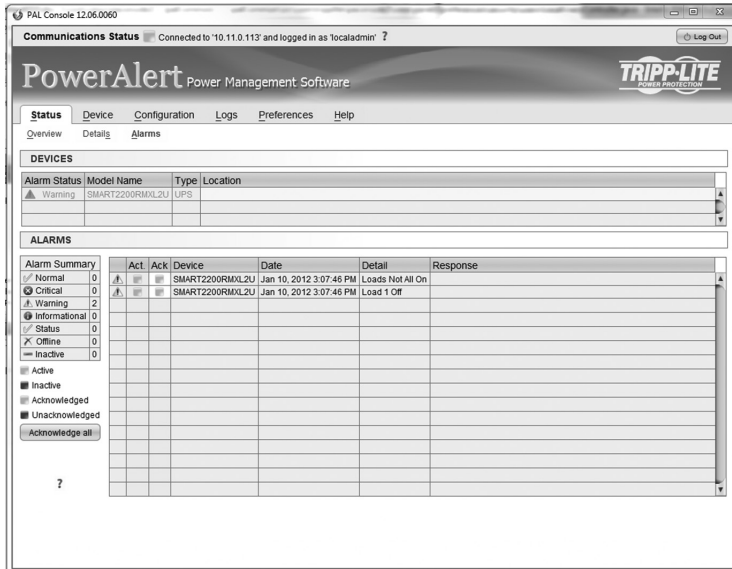 PAL Console 12.06.0060
Communications Status Connected to '10.11.0.113' and logged in as 'localadmin' ? Log Out
PowerAlert Power Management Software
TRIPP·LITE
POWER PROTECTION
Status Device Configuration Logs Preferences Help
Overview Details Alarms
DEVICES
Alarm Status Model Name Type Location
Warning SMART2200RMXL2U UPS
ALARMS
Alarm Summary
Normal 0
Critical 0
Warning 2
Informational 0
Status 0
Offline 0
Inactive 0
Active
Inactive
Acknowledged
Unacknowledged
Acknowledge all
?
Act Ack Device Date Detail Response
SMART2200RMXL2U Jan 10, 2012 3:07:46 PM Loads Not All On
SMART2200RMXL2U Jan 10, 2012 3:07:46 PM Load 1 Off